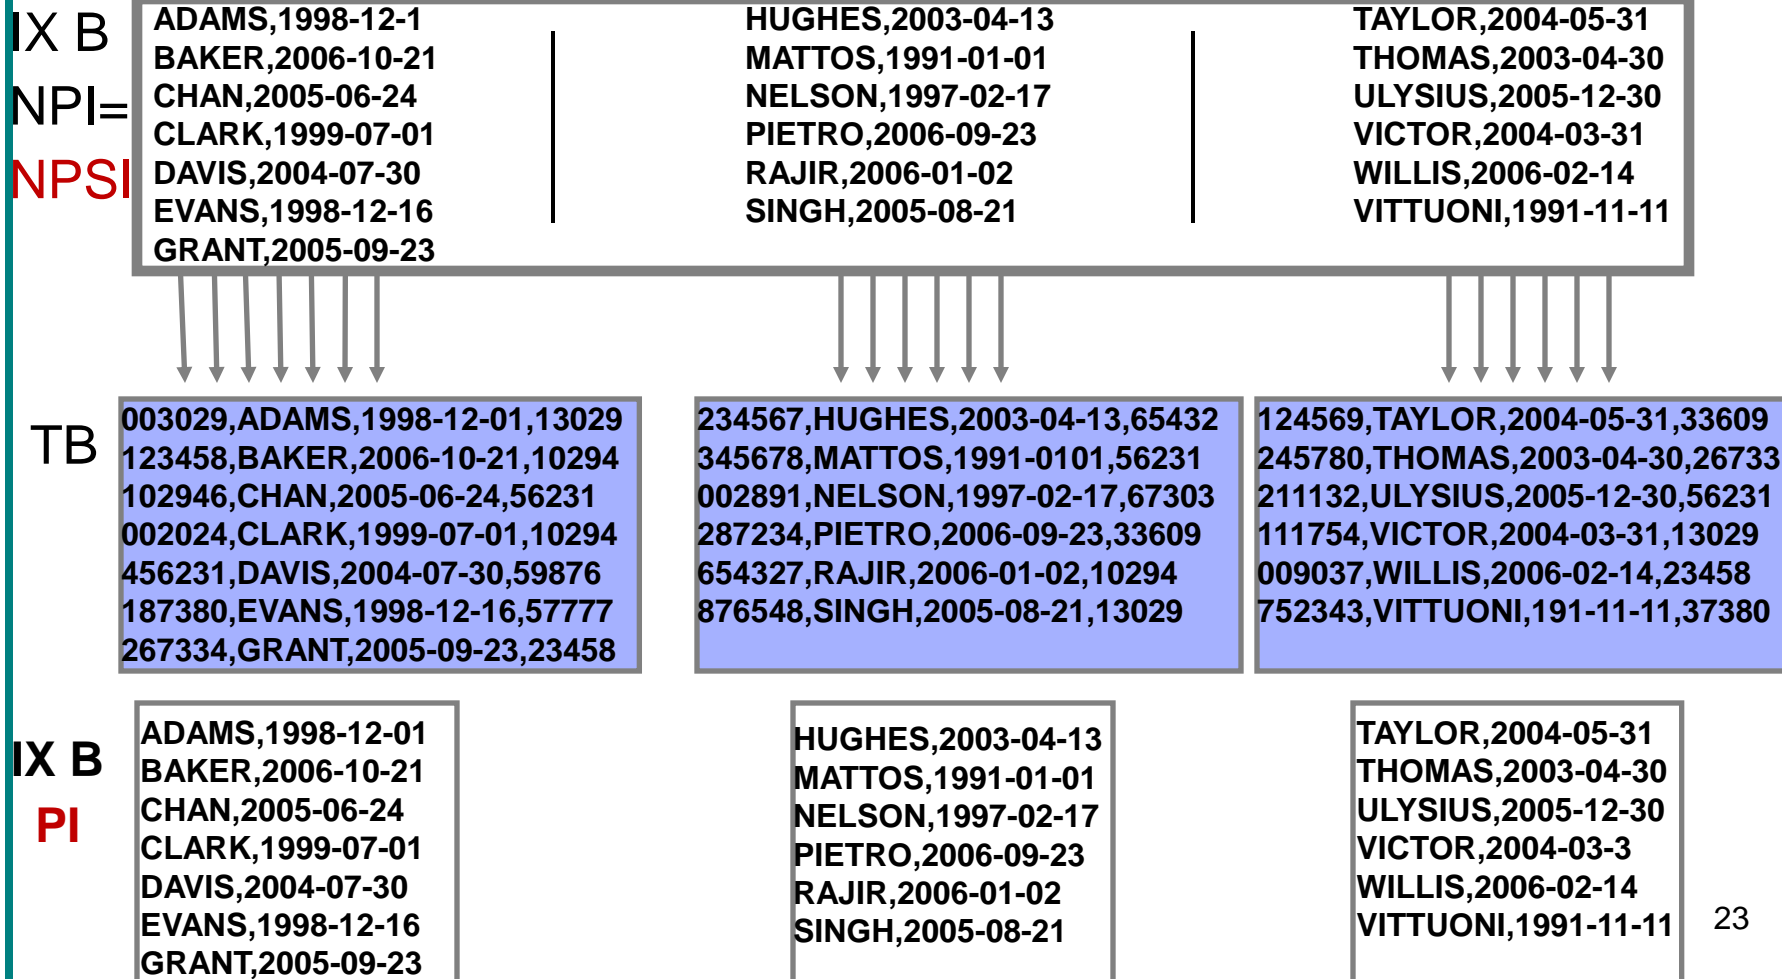 IX B
NPI=
NPSI
ADAMS,1998-12-1
BAKER,2006-10-21
CHAN,2005-06-24
CLARK,1999-07-01
DAVIS,2004-07-30
EVANS,1998-12-16
GRANT,2005-09-23
HUGHES,2003-04-13
MATTOS,1991-01-01
NELSON,1997-02-17
PIETRO,2006-09-23
RAJIR,2006-01-02
SINGH,2005-08-21
TAYLOR,2004-05-31
THOMAS,2003-04-30
ULYSIUS,2005-12-30
VICTOR,2004-03-31
WILLIS,2006-02-14
VITTUONI,1991-11-11
TB
003029,ADAMS,1998-12-01,13029
123458,BAKER,2006-10-21,10294
102946,CHAN,2005-06-24,56231
002024,CLARK,1999-07-01,10294
456231,DAVIS,2004-07-30,59876
187380,EVANS,1998-12-16,57777
267334,GRANT,2005-09-23,23458
234567,HUGHES,2003-04-13,65432
345678,MATTOS,1991-0101,56231
002891,NELSON,1997-02-17,67303
287234,PIETRO,2006-09-23,33609
654327,RAJIR,2006-01-02,10294
876548,SINGH,2005-08-21,13029
124569,TAYLOR,2004-05-31,33609
245780,THOMAS,2003-04-30,26733
211132,ULYSIUS,2005-12-30,56231
111754,VICTOR,2004-03-31,13029
009037,WILLIS,2006-02-14,23458
752343,VITTUONI,191-11-11,37380
IX B
PI
ADAMS,1998-12-01
BAKER,2006-10-21
CHAN,2005-06-24
CLARK,1999-07-01
DAVIS,2004-07-30
EVANS,1998-12-16
GRANT,2005-09-23
HUGHES,2003-04-13
MATTOS,1991-01-01
NELSON,1997-02-17
PIETRO,2006-09-23
RAJIR,2006-01-02
SINGH,2005-08-21
TAYLOR,2004-05-31
THOMAS,2003-04-30
ULYSIUS,2005-12-30
VICTOR,2004-03-3
WILLIS,2006-02-14
VITTUONI,1991-11-11
23